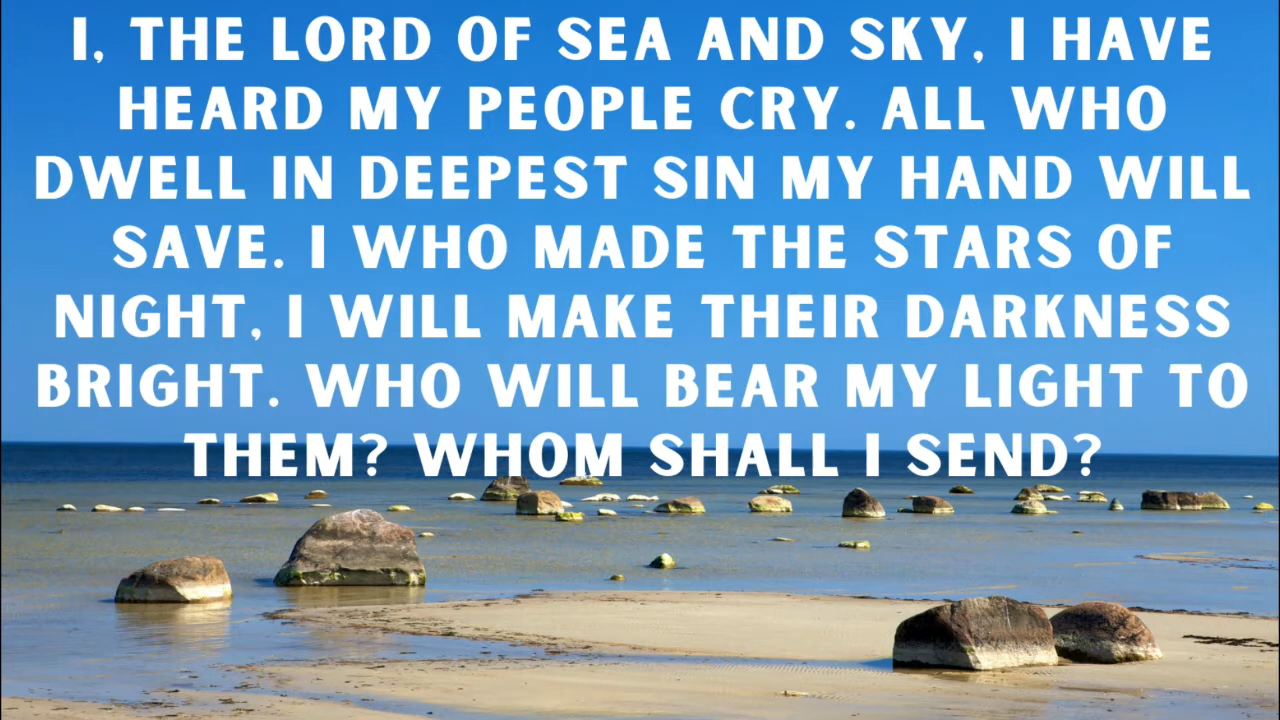 I, THE LORD OF SEA AND SKY, I HAVE
HEARD MY PEOPLE CRY. ALL WHO
DWELL IN DEEPEST SIN MY HAND WILL
SAVE. I WHO MADE THE STARS OF
NIGHT, I WILL MAKE THEIR DARKNESS
BRIGHT. WHO WILL BEAR MY LIGHT TO
THEM? WHOM SHALL I SEND?